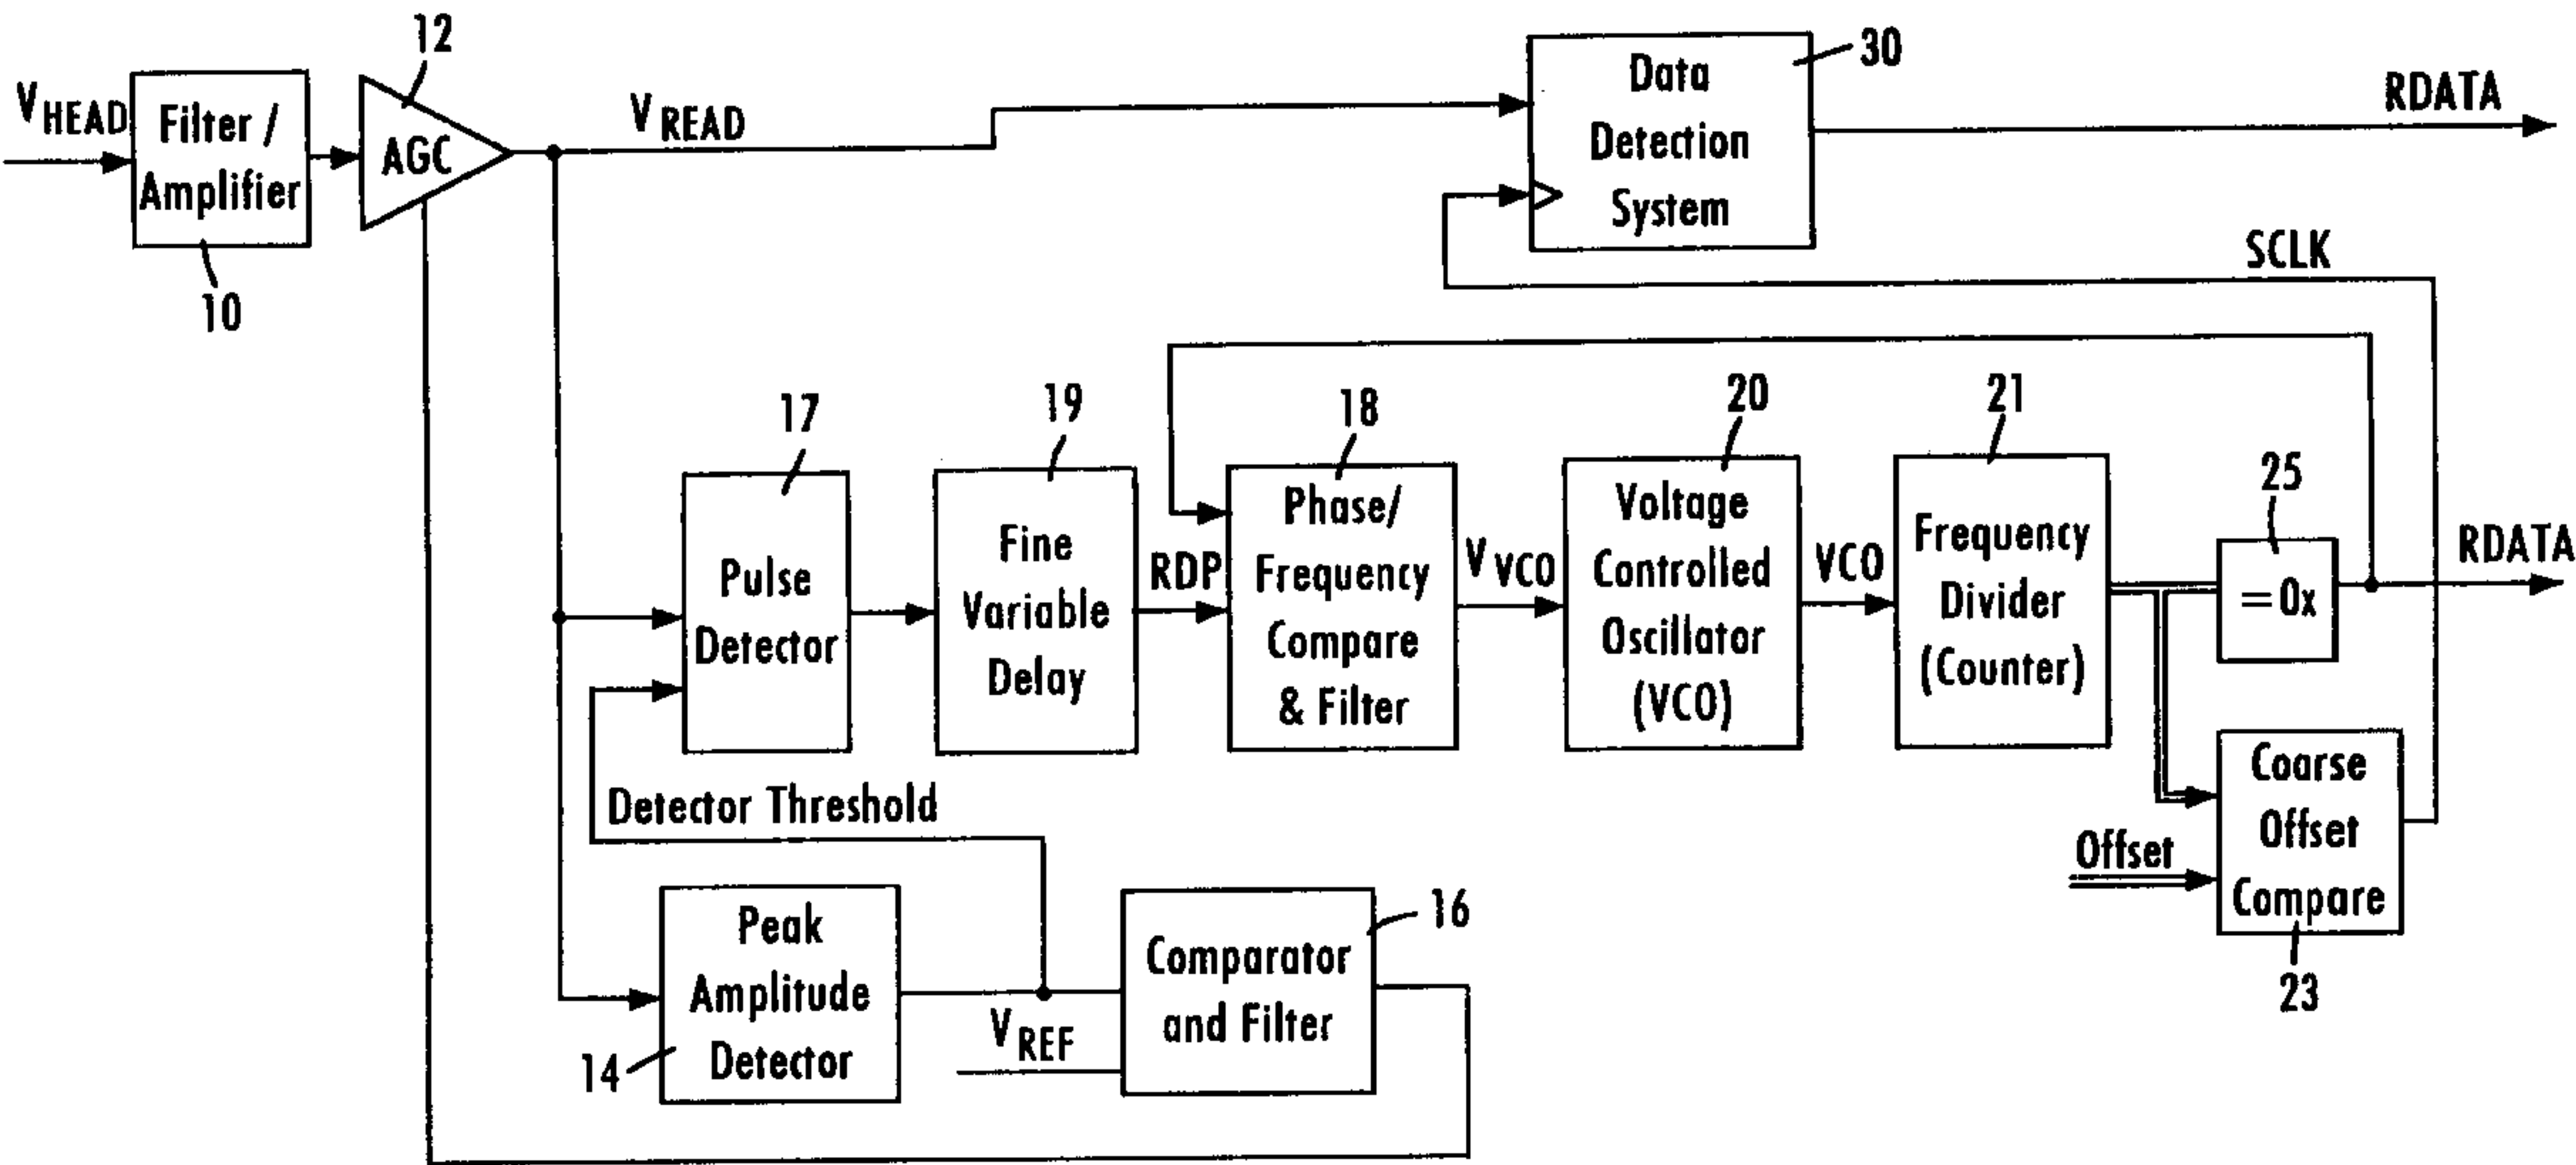 12
V HEAD
Filter /
Amplifier
10
AGC
V READ
Data
Detection
System
30
RDATA
SCLK
17
Pulse
Detector
19
Fine
Variable
Delay
RDP
18
Phase/
Frequency
Compare
& Filter
V VCO
20
Voltage
Controlled
Oscillator
(VCO)
VCO
21
Frequency
Divider
(Counter)
25
=0x
RDATA
Detector Threshold
Offset
Coarse
Offset
Compare
23
Peak
Amplitude
Detector
14
V REF
Comparator
and Filter
16